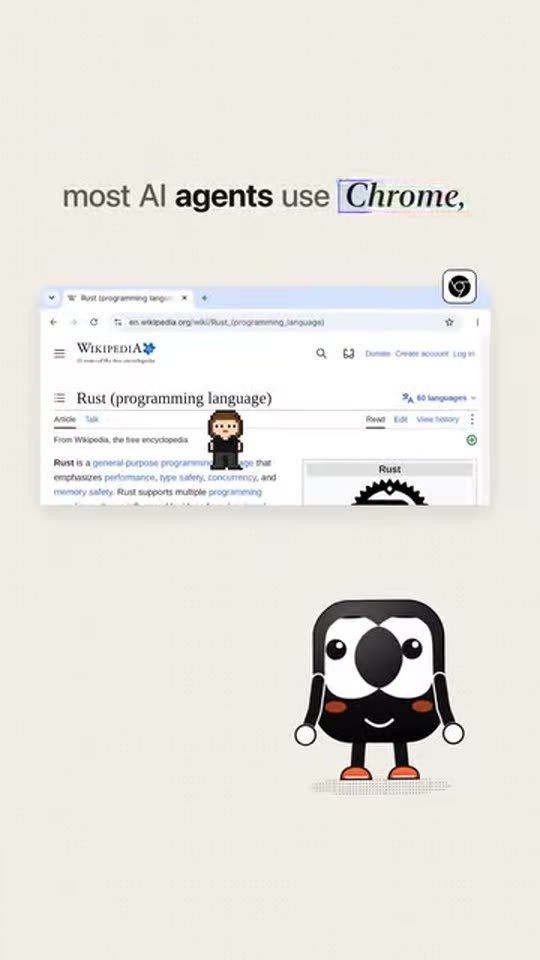 most AI agents use Chrome,
Rust (programming langu
en.wikipedia.org/wiki/Rust_(programming_language)
WIKIPEDIA
Donate Create account Log in
Rust (programming language)
60 languages
Article Talk
Read Edit View history
From Wikipedia, the free encyclopedia
Rust is a general-purpose programming that
emphasizes performance, type safety, concurrency, and
memory safety. Rust supports multiple programming
Rust